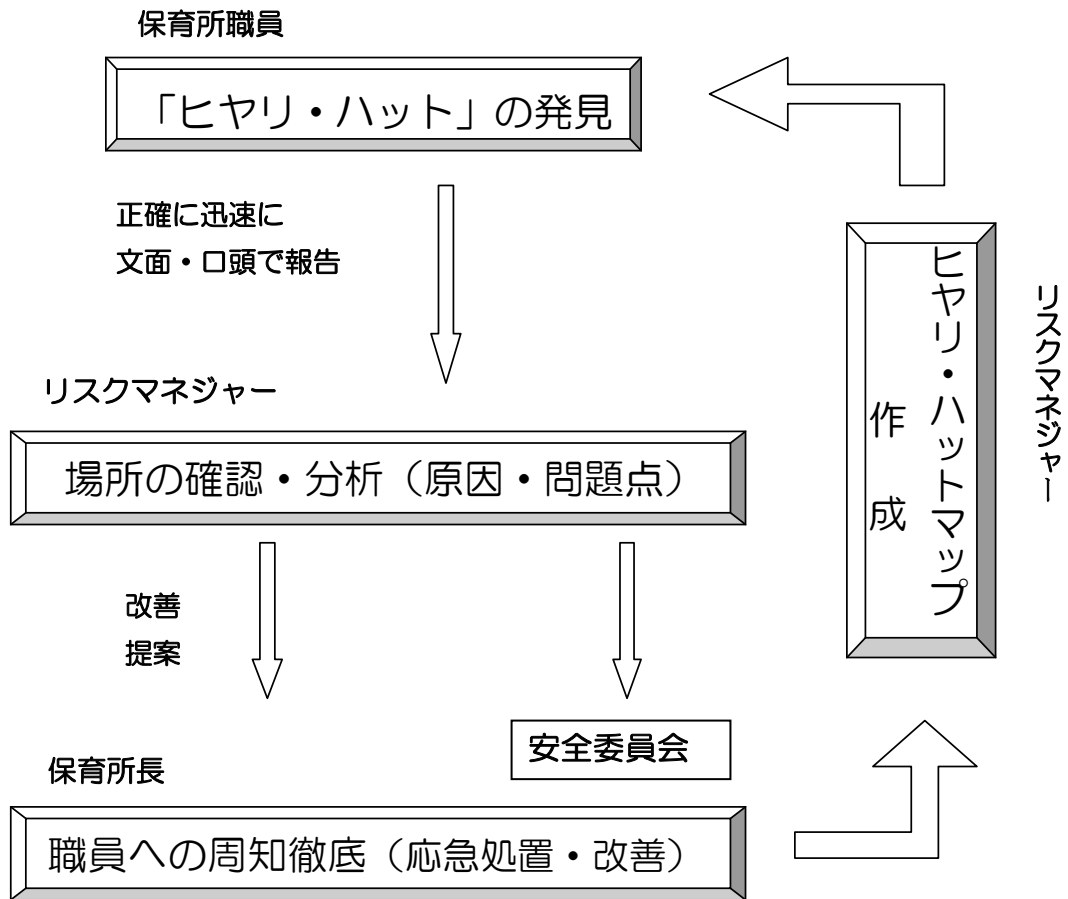 保育所職員
「ヒヤリ・ハット」の発見
正確に迅速に
文面・口頭で報告
リスクマネジャー
場所の確認・分析（原因・問題点）
改善
提案
安全委員会
保育所長
職員への周知徹底（応急処置・改善）
ヒヤリ・ハットマップ
作成
リスクマネジャー